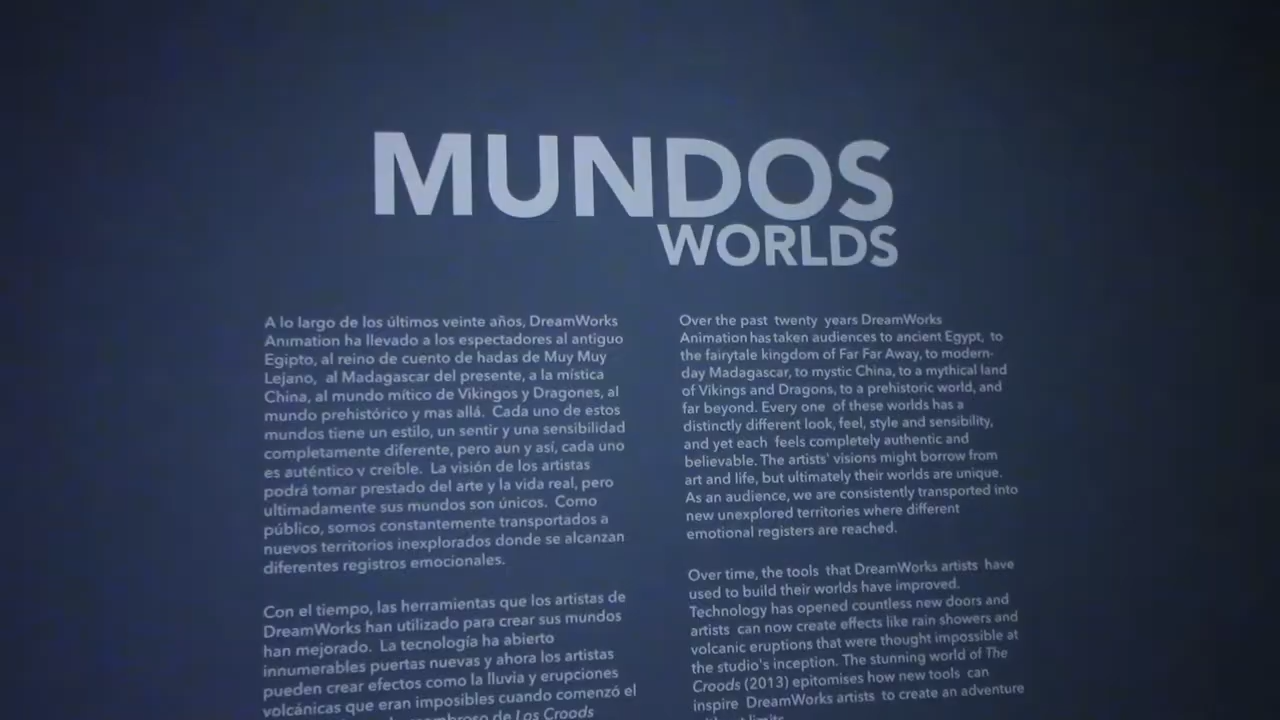 MUNDOS
WORLDS
A lo largo de los últimos veinte años, DreamWorks
Animation ha llevado a los espectadores al antiguo
Egipto, al reino de cuento de hadas de Muy Muy
Lejano, al Madagascar del presente, a la mística
China, al mundo mítico de Vikingos y Dragones, al
mundo prehistórico y mas allá. Cada uno de estos
mundos tiene un estilo, un sentir y una sensibilidad
completamente diferente, pero aun y así, cada uno
es auténtico y creíble. La visión de los artistas
podrá tomar prestado del arte y la vida real, pero
ultimadamente sus mundos son únicos. Como
público, somos constantemente transportados a
nuevos territorios inexplorados donde se alcanzan
diferentes registros emocionales.
Con el tiempo, las herramientas que los artistas de
DreamWorks han utilizado para crear sus mundos
han mejorado. La tecnología ha abierto
innumerables puertas nuevas y ahora los artistas
pueden crear efectos como la lluvia y erupciones
volcánicas que eran imposibles cuando comenzó el
de Los Croods
Over the past twenty years DreamWorks
Animation has taken audiences to ancient Egypt, to
the fairytale kingdom of Far Far Away, to modern-
day Madagascar, to mystic China, to a mythical land
of Vikings and Dragons, to a prehistoric world, and
far beyond. Every one of these worlds has a
distinctly different look, feel, style and sensibility,
and yet each feels completely authentic and
believable. The artists' visions might borrow from
art and life, but ultimately their worlds are unique.
As an audience, we are consistently transported into
new unexplored territories where different
emotional registers are reached.
Over time, the tools that DreamWorks artists have
used to build their worlds have improved.
Technology has opened countless new doors and
artists can now create effects like rain showers and
volcanic eruptions that were thought impossible at
the studio's inception. The stunning world of The
Croods (2013) epitomises how new tools can
inspire DreamWorks artists to create an adventure